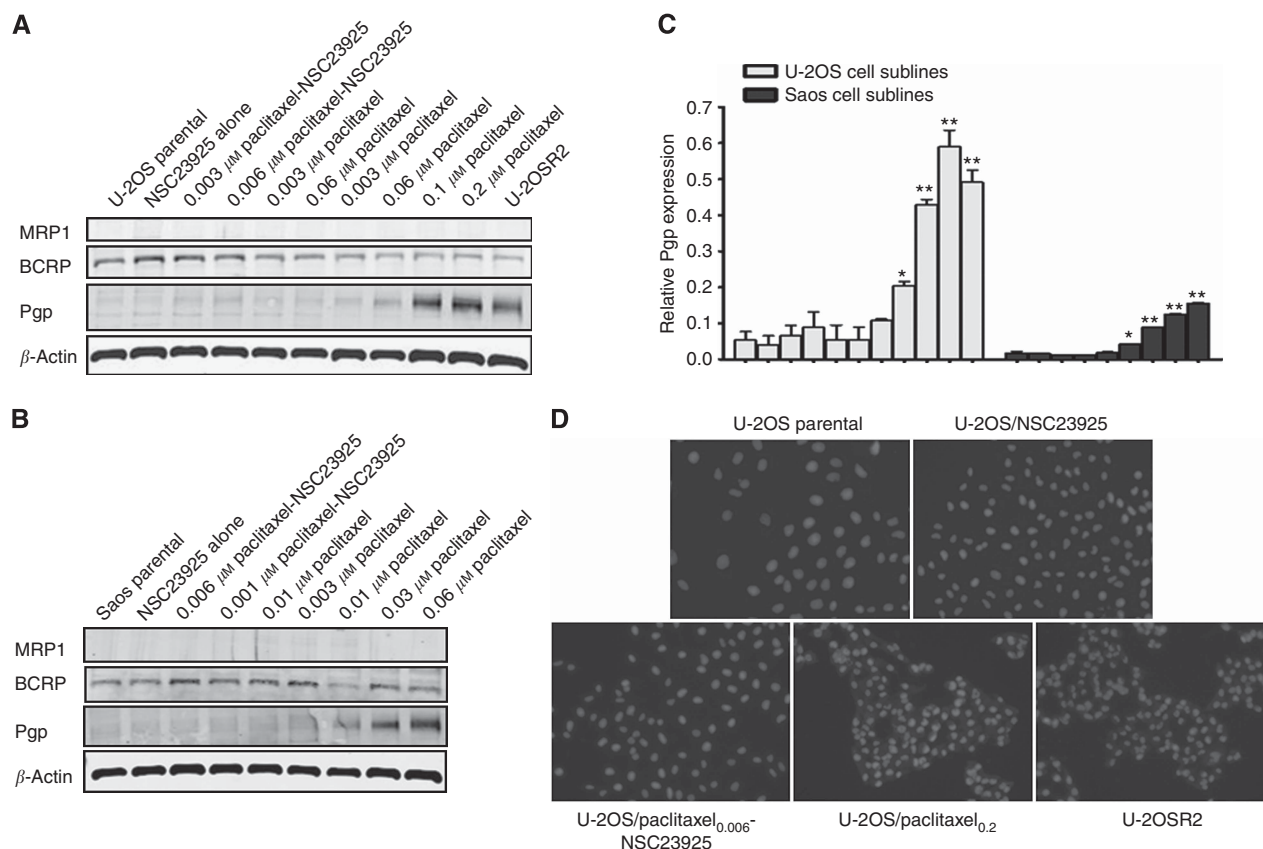 A
U-2OS parental
NSC23925 alone
0.003 μM paclitaxel-NSC23925
0.006 μM paclitaxel-NSC23925
0.003 μM paclitaxel
0.06 μM paclitaxel
0.003 μM paclitaxel
0.06 μM paclitaxel
0.1 μM paclitaxel
0.2 μM paclitaxel
U-2OSR2
MRP1
BCRP
Pgp
β-Actin
B
Saos parental
NSC23925 alone
0.006 μM paclitaxel-NSC23925
0.001 μM paclitaxel-NSC23925
0.01 μM paclitaxel
0.003 μM paclitaxel
0.01 μM paclitaxel
0.03 μM paclitaxel
0.06 μM paclitaxel
MRP1
BCRP
Pgp
β-Actin
C
U-2OS cell sublines
Saos cell sublines
Relative Pgp expression
0.7
0.6
0.5
0.4
0.3
0.2
0.1
0.0
*
**
**
**
*
**
**
**
D
U-2OS parental
U-2OS/NSC23925
U-2OS/paclitaxel0.006-
NSC23925
U-2OS/paclitaxel0.2
U-2OSR2